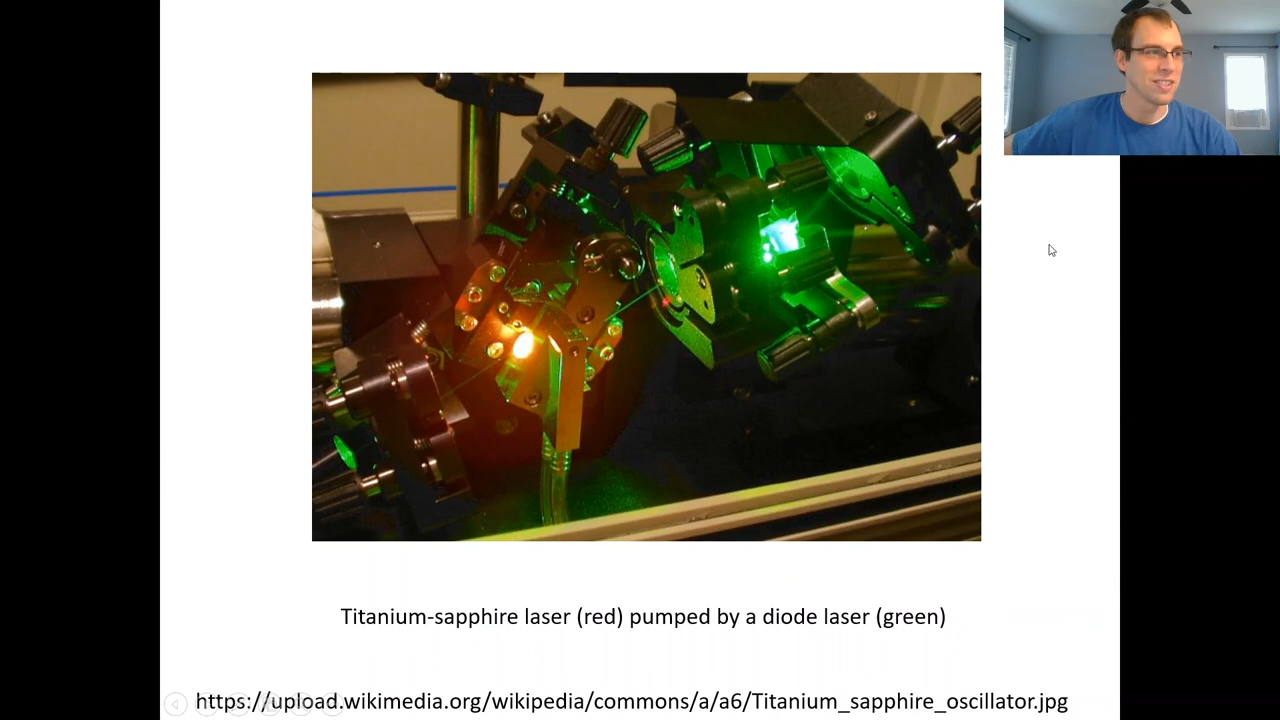 Titanium-sapphire laser (red) pumped by a diode laser (green)
https://upload.wikimedia.org/wikipedia/commons/a/a6/Titanium_sapphire_oscillator.jpg